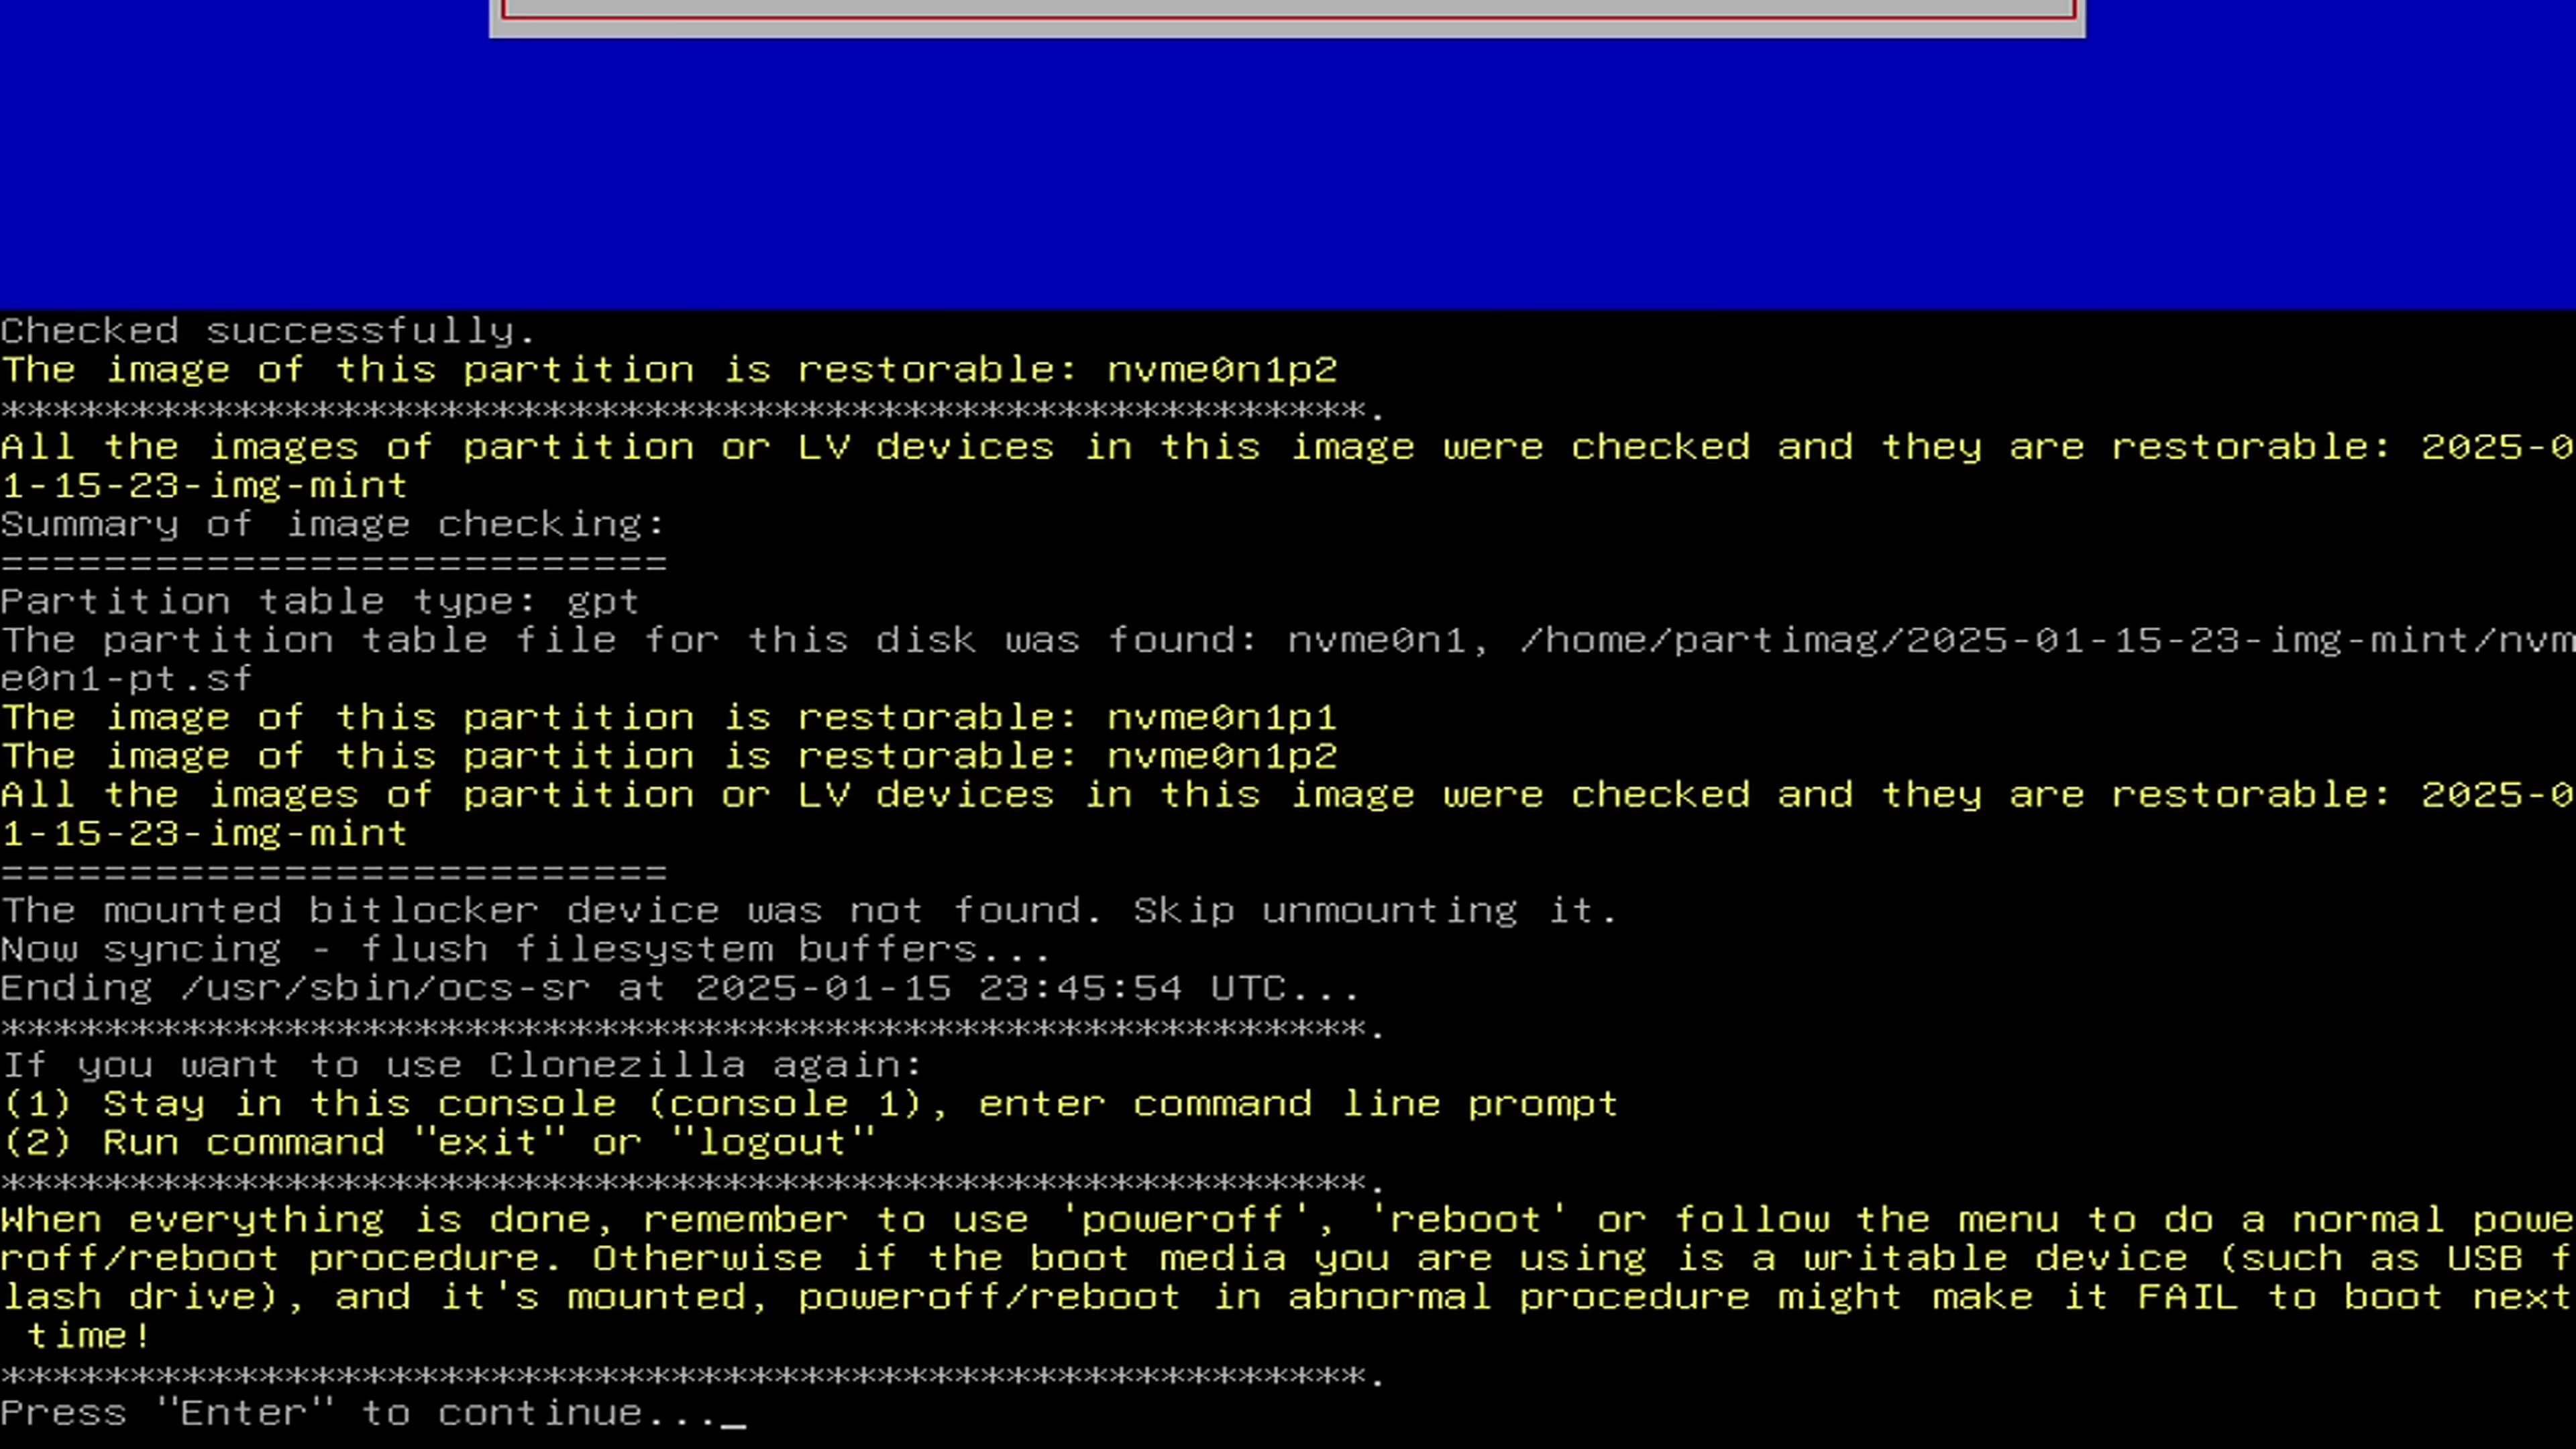 Checked successfully.
The image of this partition is restorable: nvme0n1p2
*****************************************************.
All the images of partition or LV devices in this image were checked and they are restorable: 2025-0
1-15-23-img-mint
Summary of image checking:
==========================
Partition table type: gpt
The partition table file for this disk was found: nvme0n1, /home/partimag/2025-01-15-23-img-mint/nvm
e0n1-pt.sf
The image of this partition is restorable: nvme0n1p1
The image of this partition is restorable: nvme0n1p2
All the images of partition or LV devices in this image were checked and they are restorable: 2025-0
1-15-23-img-mint
==========================
The mounted bitlocker device was not found. Skip unmounting it.
Now syncing - flush filesystem buffers...
Ending /usr/sbin/ocs-sr at 2025-01-15 23:45:54 UTC...
*****************************************************.
If you want to use Clonezilla again:
(1) Stay in this console (console 1), enter command line prompt
(2) Run command "exit" or "logout"
*****************************************************.
When everything is done, remember to use 'poweroff', 'reboot' or follow the menu to do a normal powe
roff/reboot procedure. Otherwise if the boot media you are using is a writable device (such as USB f
lash drive), and it's mounted, poweroff/reboot in abnormal procedure might make it FAIL to boot next
 time!
*****************************************************.
Press "Enter" to continue..._